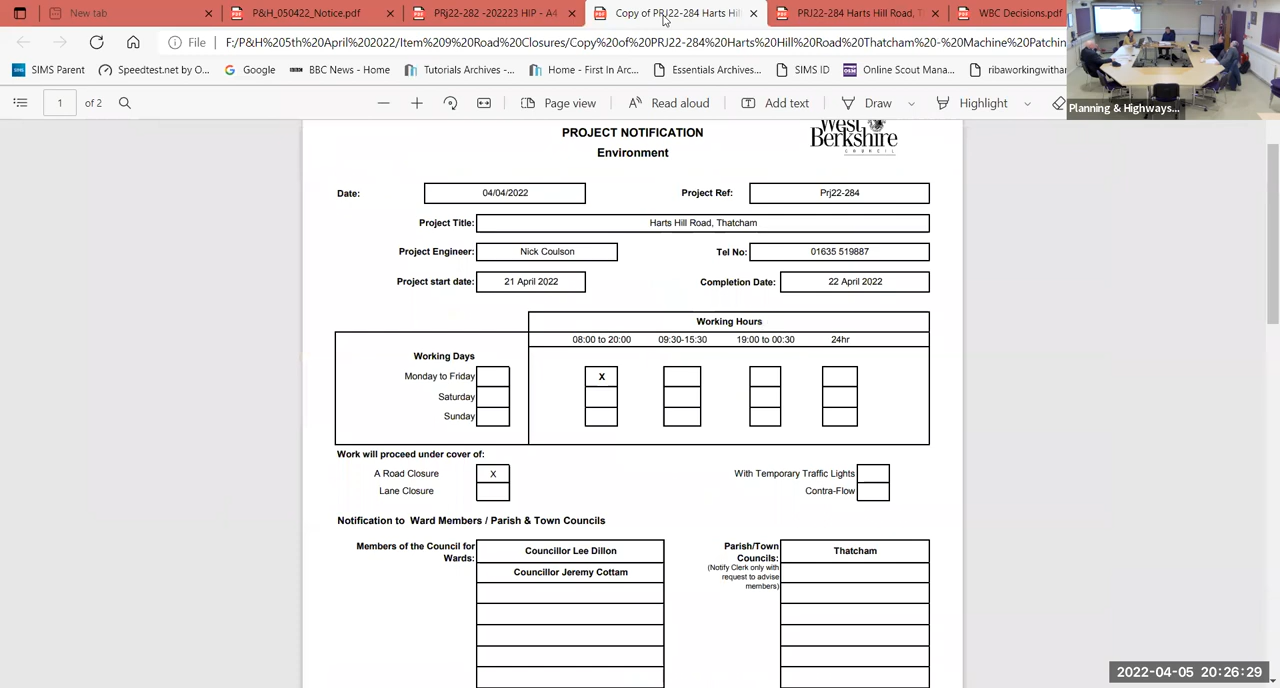 New tab
P&H_050422_Notice.pdf
PRj22-282 -202223 HIP - A4
Copy of PRJ22-284 Harts Hil
PRJ22-284 Harts Hill Road, T
WBC Decisions.pdf
File
F:/P&H%205th%20April%202022/Item%209%20Road%20Closures/Copy%20of%20PRJ22-284%20Harts%20Hill%20Road%20Thatcham%20-%20Machine%20Patchin
SIMS Parent
Speedtest.net by O...
Google
BBC News - Home
Tutorials Archives -...
Home - First In Arc...
Essentials Archives...
SIMS ID
Online Scout Mana...
ribaworkingwithar
Planning & Highways...
1 of 2
Page view
Read aloud
Add text
Draw
Highlight
PROJECT NOTIFICATION
Environment
West
Berkshire
COUNCIL
Date: 04/04/2022 Project Ref: Prj22-284
Project Title: Harts Hill Road, Thatcham
Project Engineer: Nick Coulson Tel No: 01635 519887
Project start date: 21 April 2022 Completion Date: 22 April 2022
Working Hours
08:00 to 20:00 09:30-15:30 19:00 to 00:30 24hr
Working Days
Monday to Friday X
Saturday
Sunday
Work will proceed under cover of:
A Road Closure X With Temporary Traffic Lights
Lane Closure Contra-Flow
Notification to Ward Members / Parish & Town Councils
Members of the Council for
Wards:
Councillor Lee Dillon
Councillor Jeremy Cottam
Parish/Town
Councils:
(Notify Clerk only with
request to advise
members)
Thatcham
2022-04-05 20:26:29